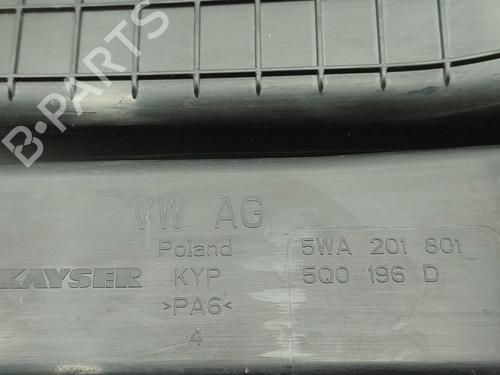 B-PARTS
VW AG
Poland
5WA 201 801
KAYSER
KYP
5Q0 196 D
>PA6<
4